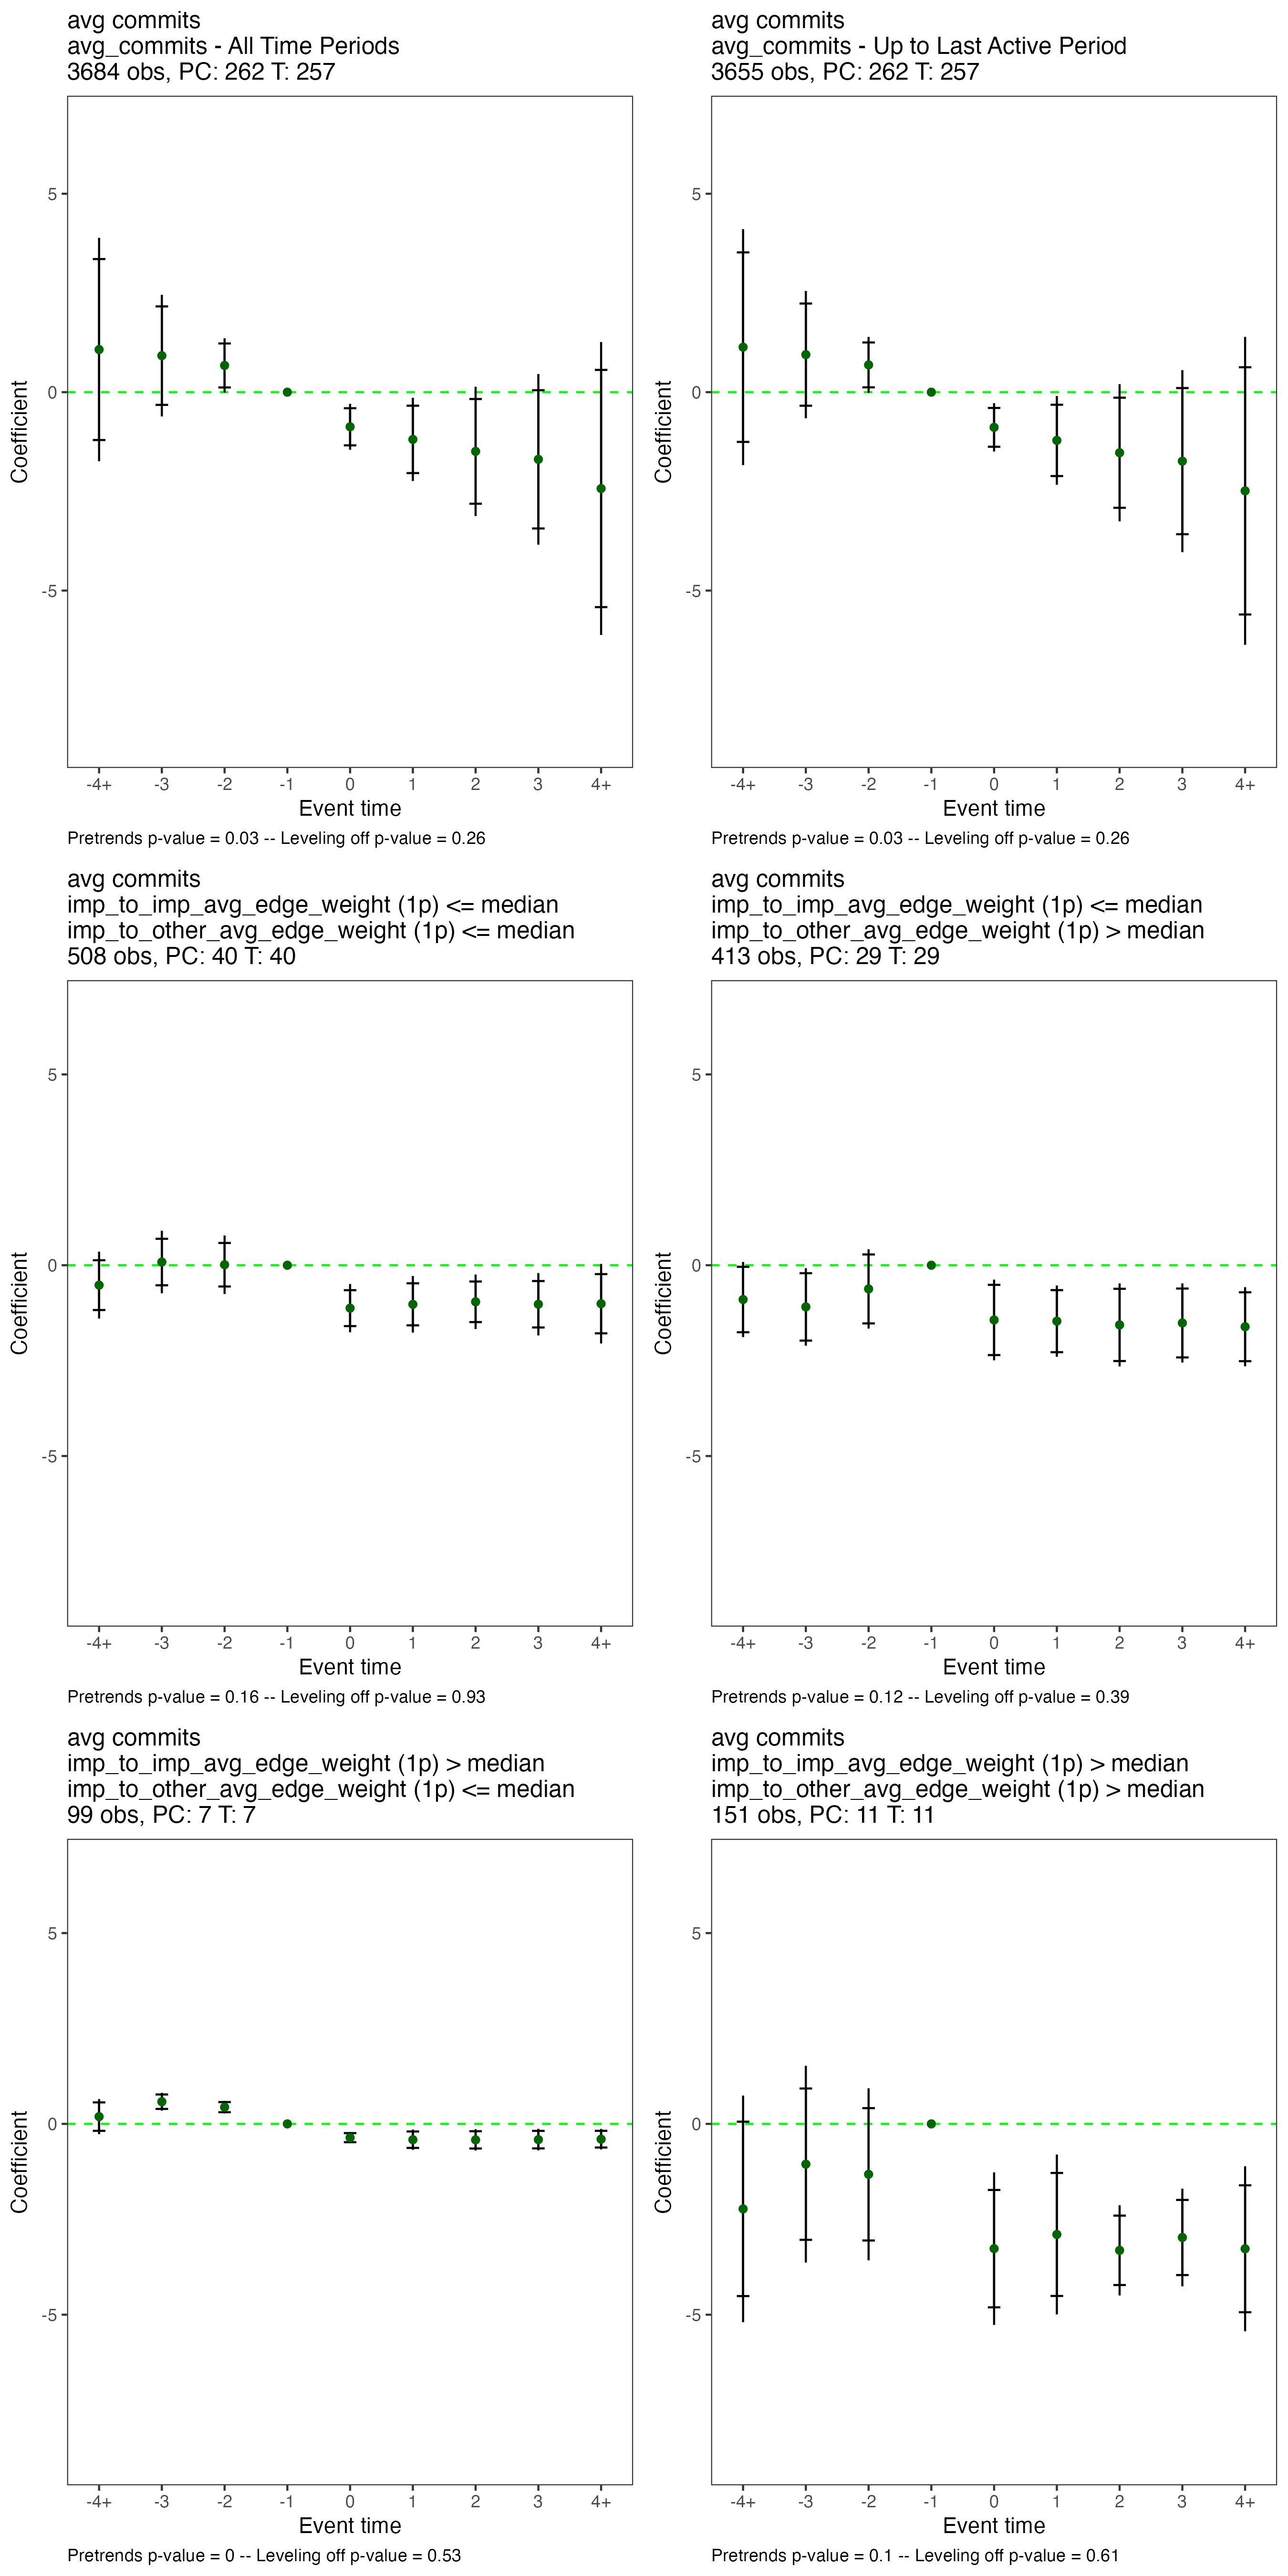 avg commits
avg_commits - All Time Periods
3684 obs, PC: 262 T: 257
5
0
-5
Coefficient
-4+ -3 -2 -1 0 1 2 3 4+
Event time
Pretrends p-value = 0.03 -- Leveling off p-value = 0.26
avg commits
avg_commits - Up to Last Active Period
3655 obs, PC: 262 T: 257
5
0
-5
Coefficient
-4+ -3 -2 -1 0 1 2 3 4+
Event time
Pretrends p-value = 0.03 -- Leveling off p-value = 0.26
avg commits
imp_to_imp_avg_edge_weight (1p) <= median
imp_to_other_avg_edge_weight (1p) <= median
508 obs, PC: 40 T: 40
5
0
-5
Coefficient
-4+ -3 -2 -1 0 1 2 3 4+
Event time
Pretrends p-value = 0.16 -- Leveling off p-value = 0.93
avg commits
imp_to_imp_avg_edge_weight (1p) <= median
imp_to_other_avg_edge_weight (1p) > median
413 obs, PC: 29 T: 29
5
0
-5
Coefficient
-4+ -3 -2 -1 0 1 2 3 4+
Event time
Pretrends p-value = 0.12 -- Leveling off p-value = 0.39
avg commits
imp_to_imp_avg_edge_weight (1p) > median
imp_to_other_avg_edge_weight (1p) <= median
99 obs, PC: 7 T: 7
5
0
-5
Coefficient
-4+ -3 -2 -1 0 1 2 3 4+
Event time
Pretrends p-value = 0 -- Leveling off p-value = 0.53
avg commits
imp_to_imp_avg_edge_weight (1p) > median
imp_to_other_avg_edge_weight (1p) > median
151 obs, PC: 11 T: 11
5
0
-5
Coefficient
-4+ -3 -2 -1 0 1 2 3 4+
Event time
Pretrends p-value = 0.1 -- Leveling off p-value = 0.61